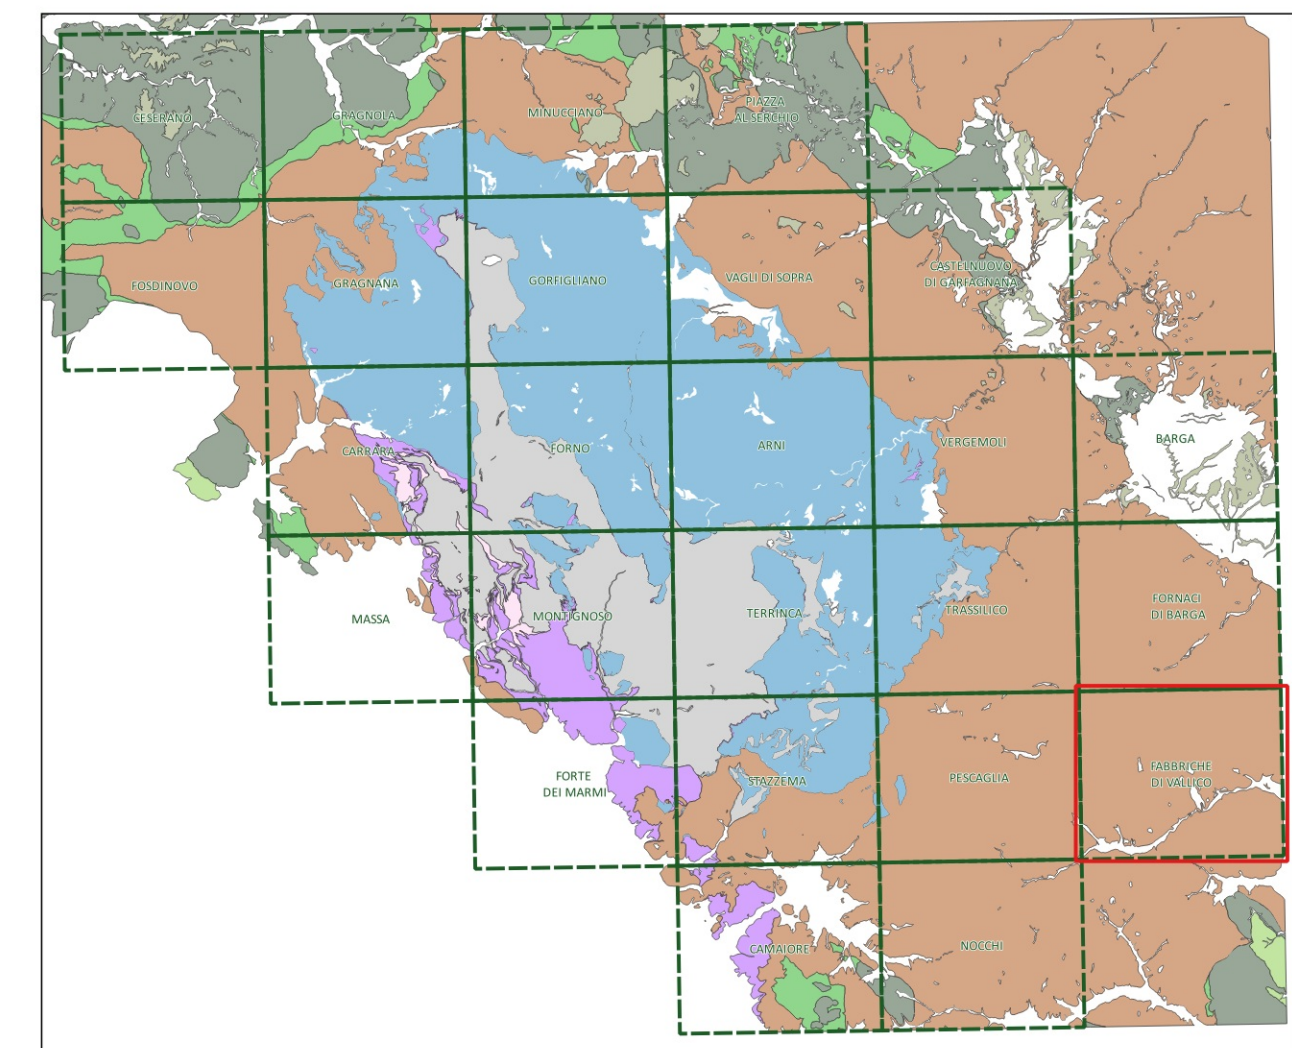 CESERANO
GRAGNOLA
MINUCCIANO
PIAZZA
AL SERCHIO
FOSDINOVO
GRAGNANA
GORFIGLIANO
VAGLI DI SOPRA
CASTELNUOVO
DI GARFAGNANA
CARRARA
FORNO
ARNI
VERGEMOLI
BARGA
MASSA
MONTIGNOSO
TERRINCA
TRASSILICO
FORNACI
DI BARGA
FORTE
DEI MARMI
STAZZEMA
PESCAGLIA
FABBRICHE
DI VALLICO
CAMAIORE
NOCCHI